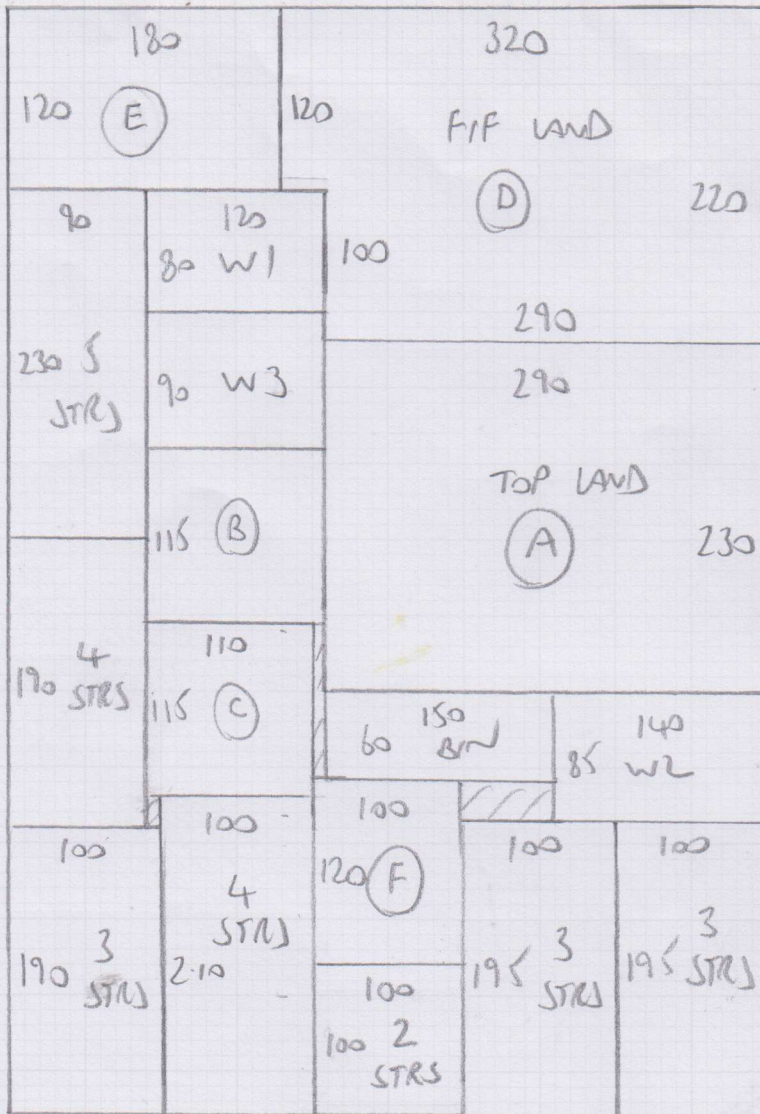 180
120 E
320
120
F/F LAND
D
220
290
90
230 5
STRS
120
80 W1
100
90 W3
115 B
290
TOP LAND
A
230
190 4
STRS
110
115 C
150
60 BIN
140
85 W2
100
190 3
STRS
100
4
STRS
2.10
100
120 F
100
100 2
STRS
100
195 3
STRS
100
195 3
STRS